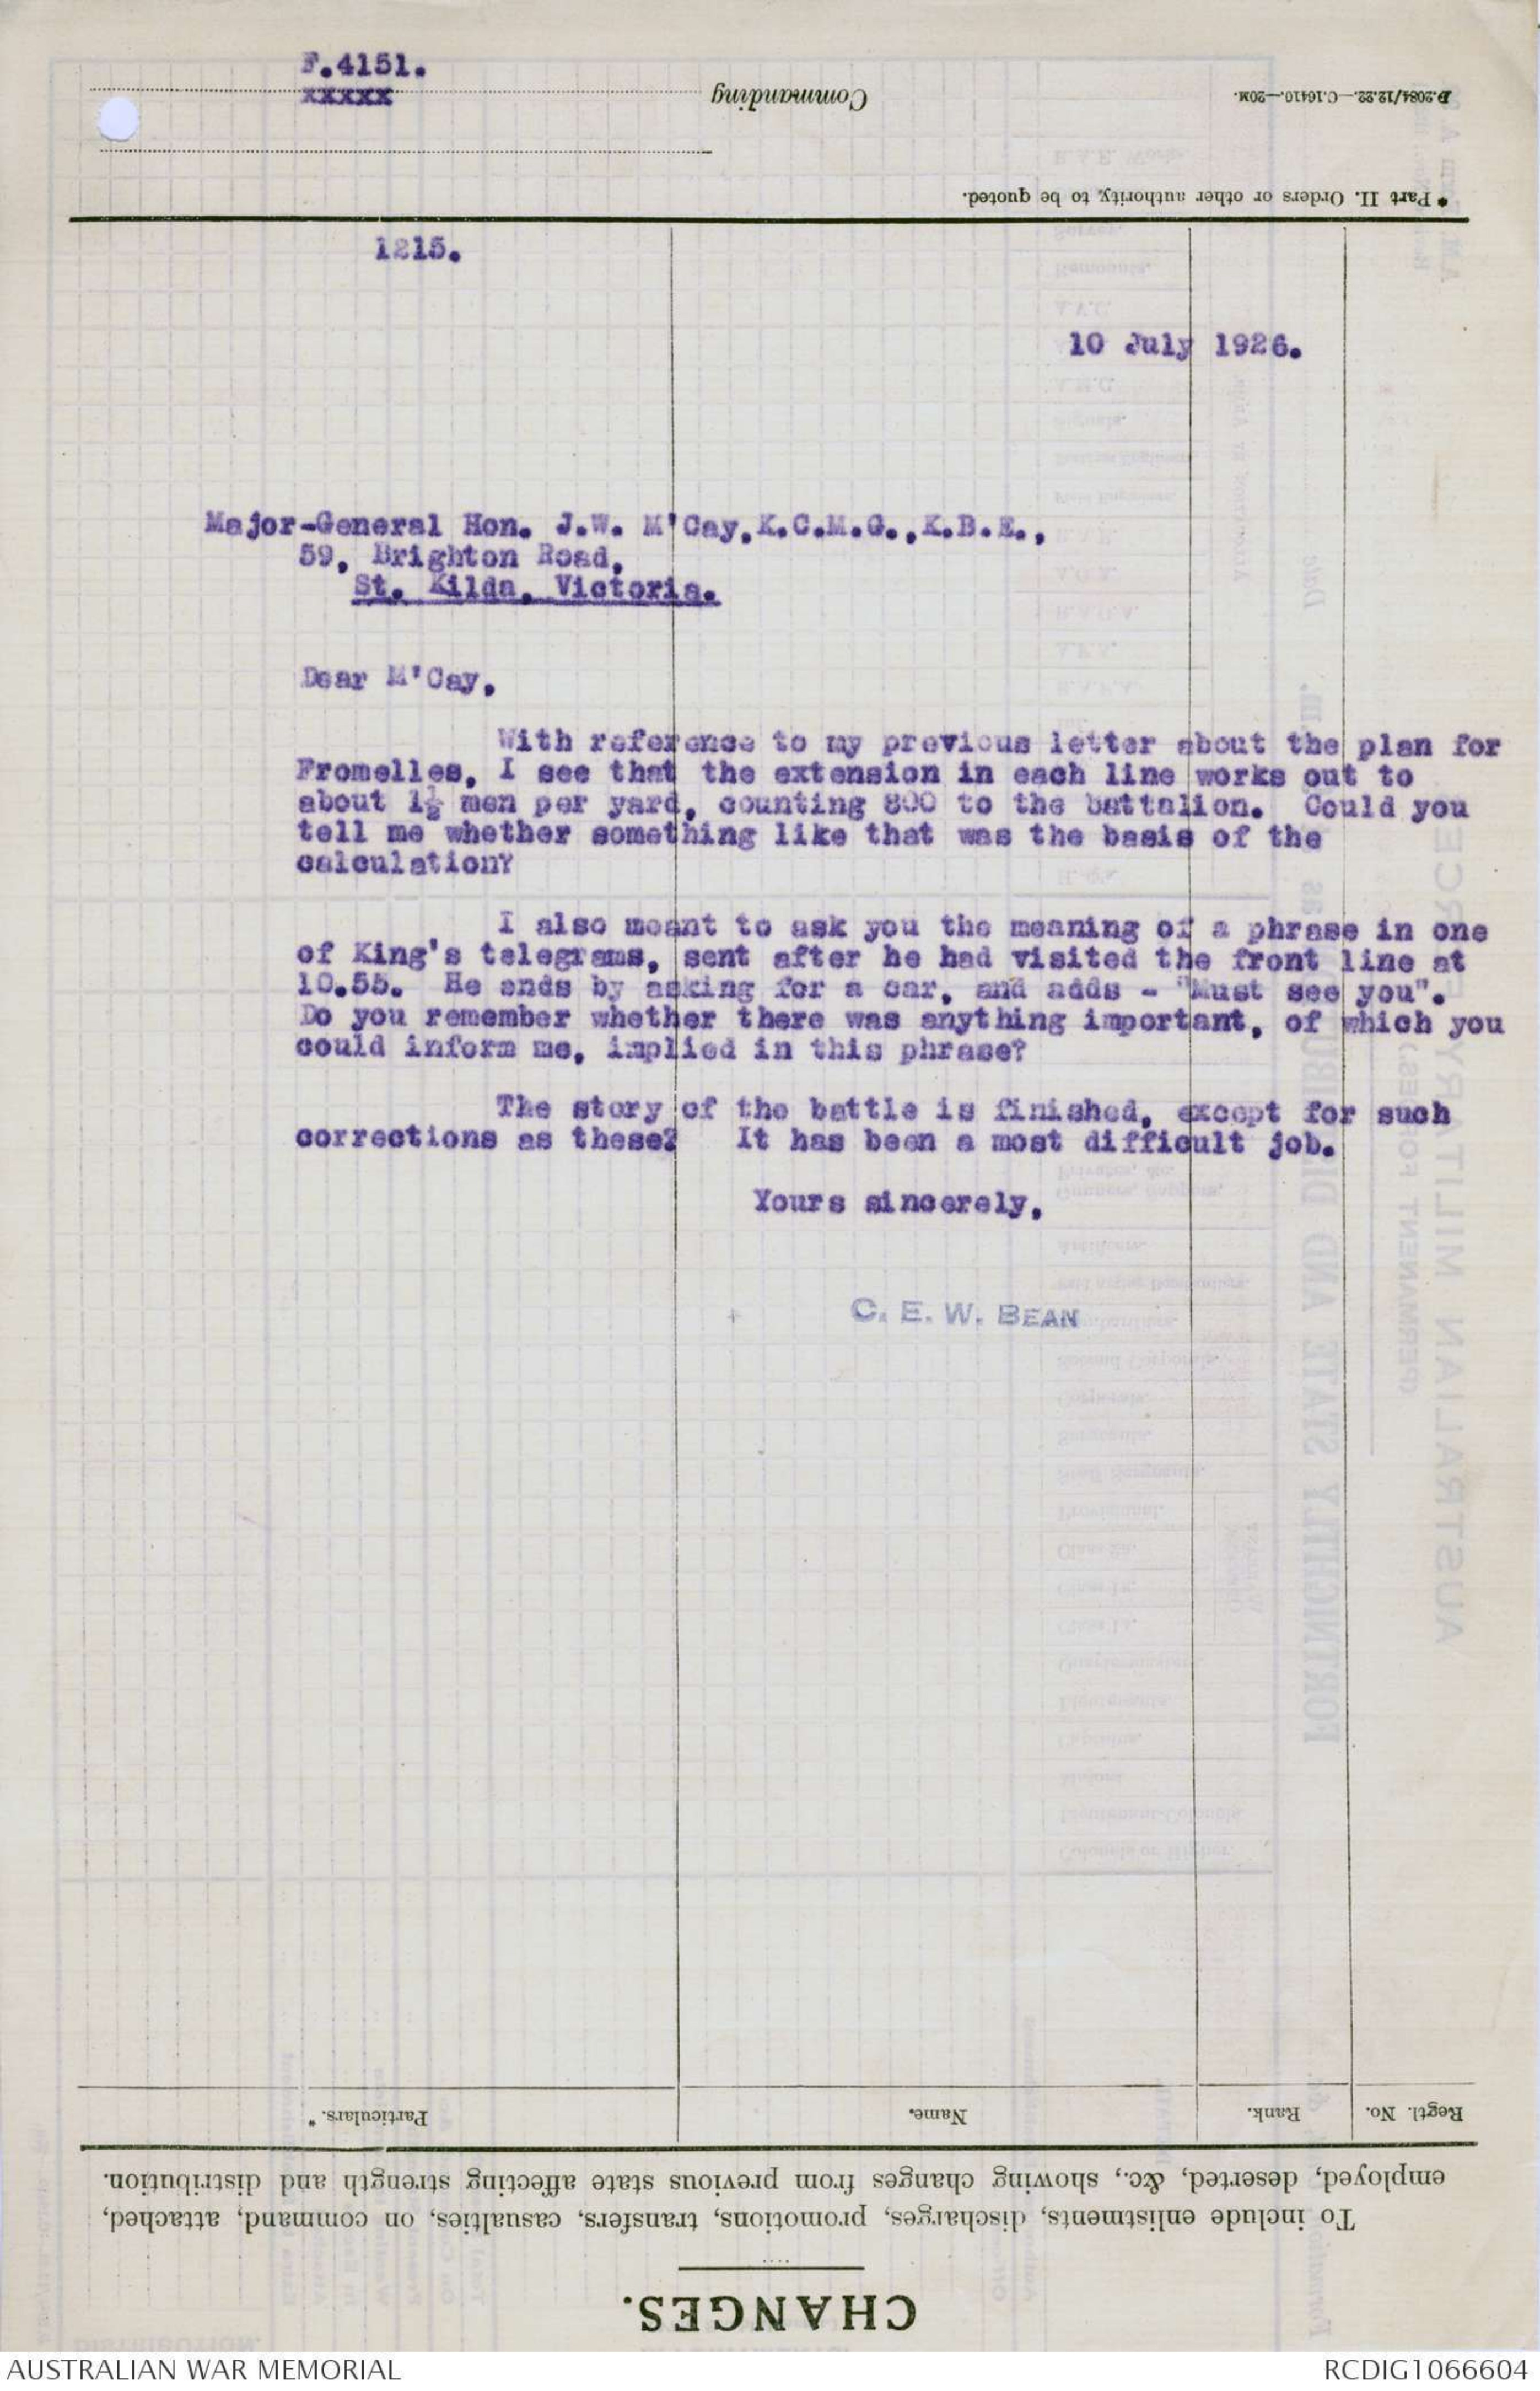 F.4151.
xxxxx
Commanding
D.2084/12.22.—C.16410.—20M.
* Part II. Orders or other authority, to be quoted.
1215.
10 July 1926.
Major-General Hon. J.W. M'Cay, K.C.M.G., K.B.E.,
59, Brighton Road,
St. Kilda, Victoria.
Dear M'Cay,
With reference to my previous letter about the plan for
Fromelles, I see that the extension in each line works out to
about 1½ men per yard, counting 800 to the battalion. Could you
tell me whether something like that was the basis of the
calculation?
I also meant to ask you the meaning of a phrase in one
of King's telegrams, sent after he had visited the front line at
10.55. He ends by asking for a car, and adds - "Must see you".
Do you remember whether there was anything important, of which you
could inform me, implied in this phrase?
The story of the battle is finished, except for such
corrections as these? It has been a most difficult job.
Yours sincerely,
C. E. W. BEAN
Regtl. No.
Rank.
Name.
Particulars. *
employed, deserted, &c., showing changes from previous state affecting strength and distribution.
To include enlistments, discharges, promotions, transfers, casualties, on command, attached,
CHANGES.
AUSTRALIAN WAR MEMORIAL
RCDIG1066604